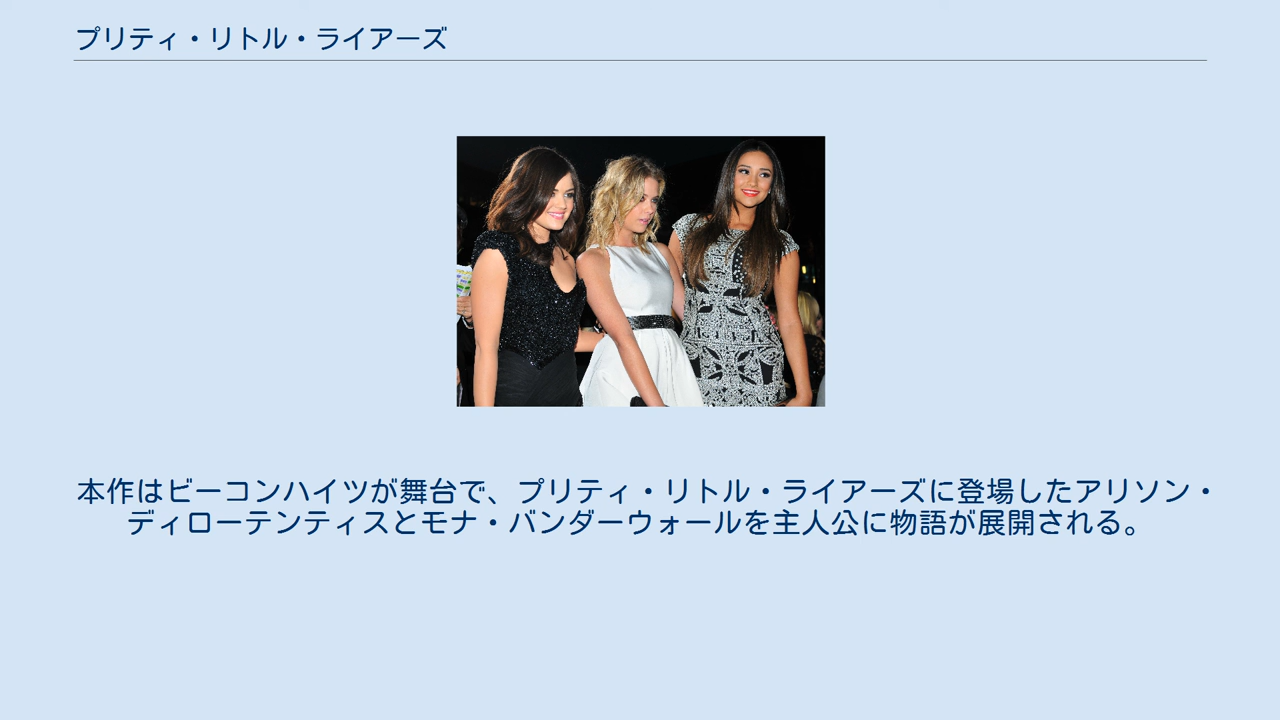 プリティ・リトル・ライアーズ
本作はビーコンハイツが舞台で、プリティ・リトル・ライアーズに登場したアリソン・
ディローテンティスとモナ・バンダーウォールを主人公に物語が展開される。